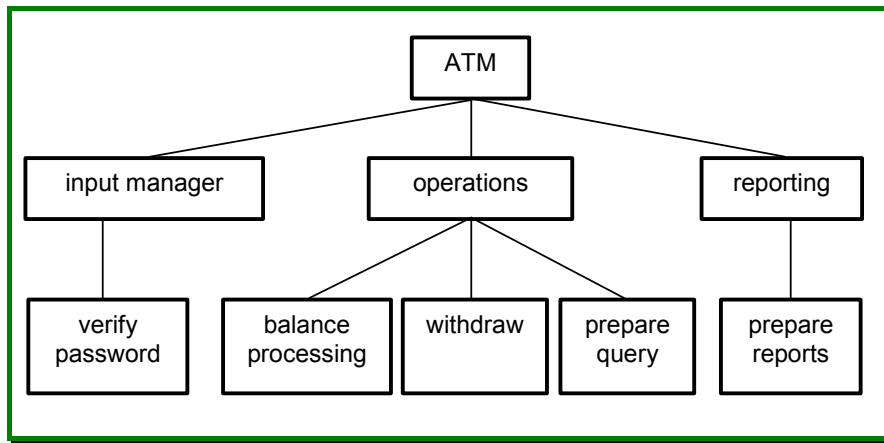 ATM
input manager
operations
reporting
verify
password
balance
processing
withdraw
prepare
query
prepare
reports